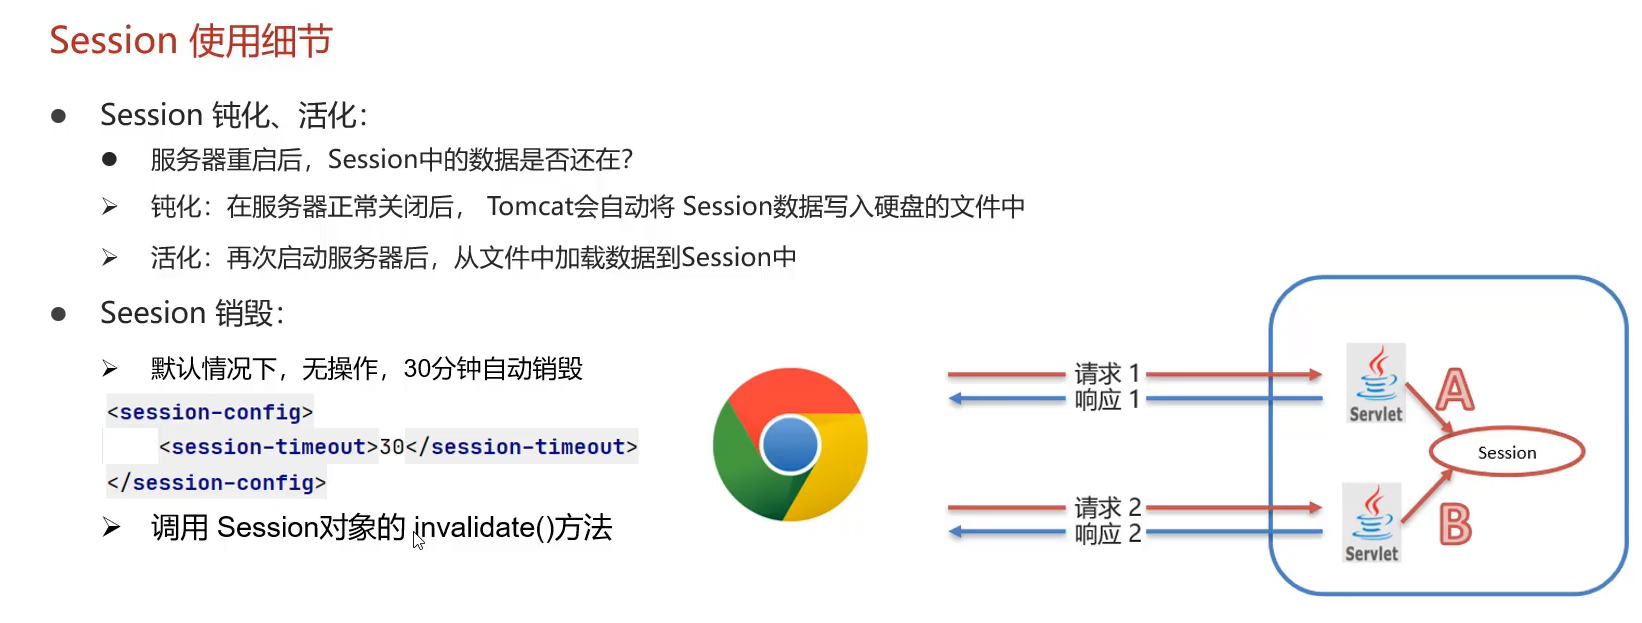 Session 使用细节
Session 钝化、活化：
服务器重启后，Session中的数据是否还在？
钝化：在服务器正常关闭后， Tomcat会自动将 Session数据写入硬盘的文件中
活化：再次启动服务器后，从文件中加载数据到Session中
Seesion 销毁：
默认情况下，无操作，30分钟自动销毁
<session-config>
<session-timeout>30</session-timeout>
</session-config>
调用 Session对象的 invalidate()方法
请求 1
响应 1
Servlet
A
Session
请求 2
响应 2
Servlet
B